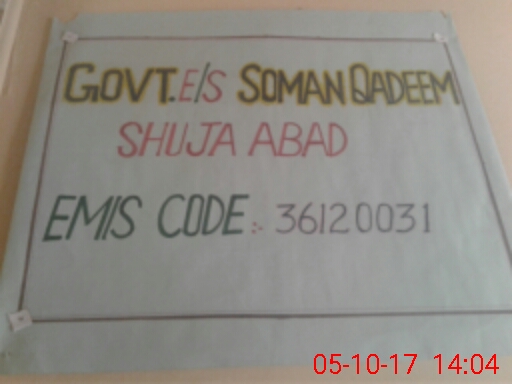 GOVT.E/S SOMAN QADEEM
SHUJA ABAD
EMIS CODE :- 36120031
05-10-17 14:04